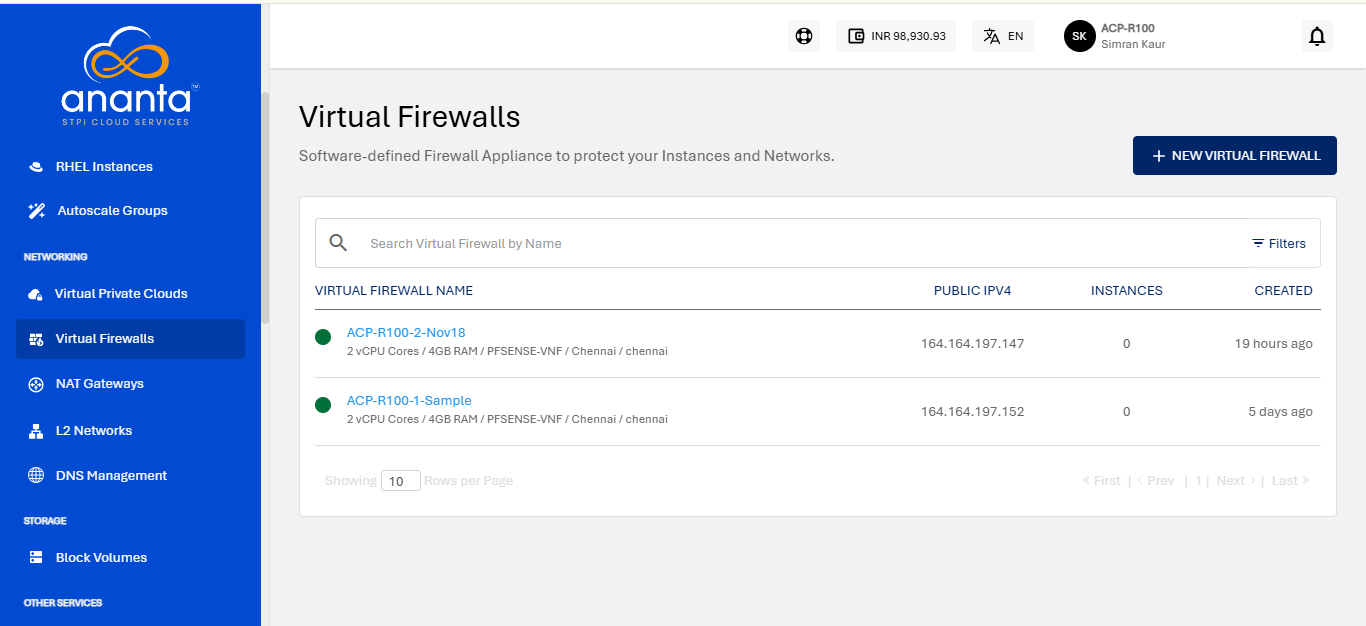 ananta
TM
STPI CLOUD SERVICES
RHEL Instances
Autoscale Groups
NETWORKING
Virtual Private Clouds
Virtual Firewalls
NAT Gateways
L2 Networks
DNS Management
STORAGE
Block Volumes
OTHER SERVICES
INR 98,930.93
EN
SK
ACP-R100
Simran Kaur
Virtual Firewalls
Software-defined Firewall Appliance to protect your Instances and Networks.
+ NEW VIRTUAL FIREWALL
Search Virtual Firewall by Name
Filters
VIRTUAL FIREWALL NAME PUBLIC IPV4 INSTANCES CREATED
ACP-R100-2-Nov18
2 vCPU Cores / 4GB RAM / PFSENSE-VNF / Chennai / chennai
164.164.197.147 0 19 hours ago
ACP-R100-1-Sample
2 vCPU Cores / 4GB RAM / PFSENSE-VNF / Chennai / chennai
164.164.197.152 0 5 days ago
Showing 10 Rows per Page
« First | ‹ Prev | 1 | Next › | Last »